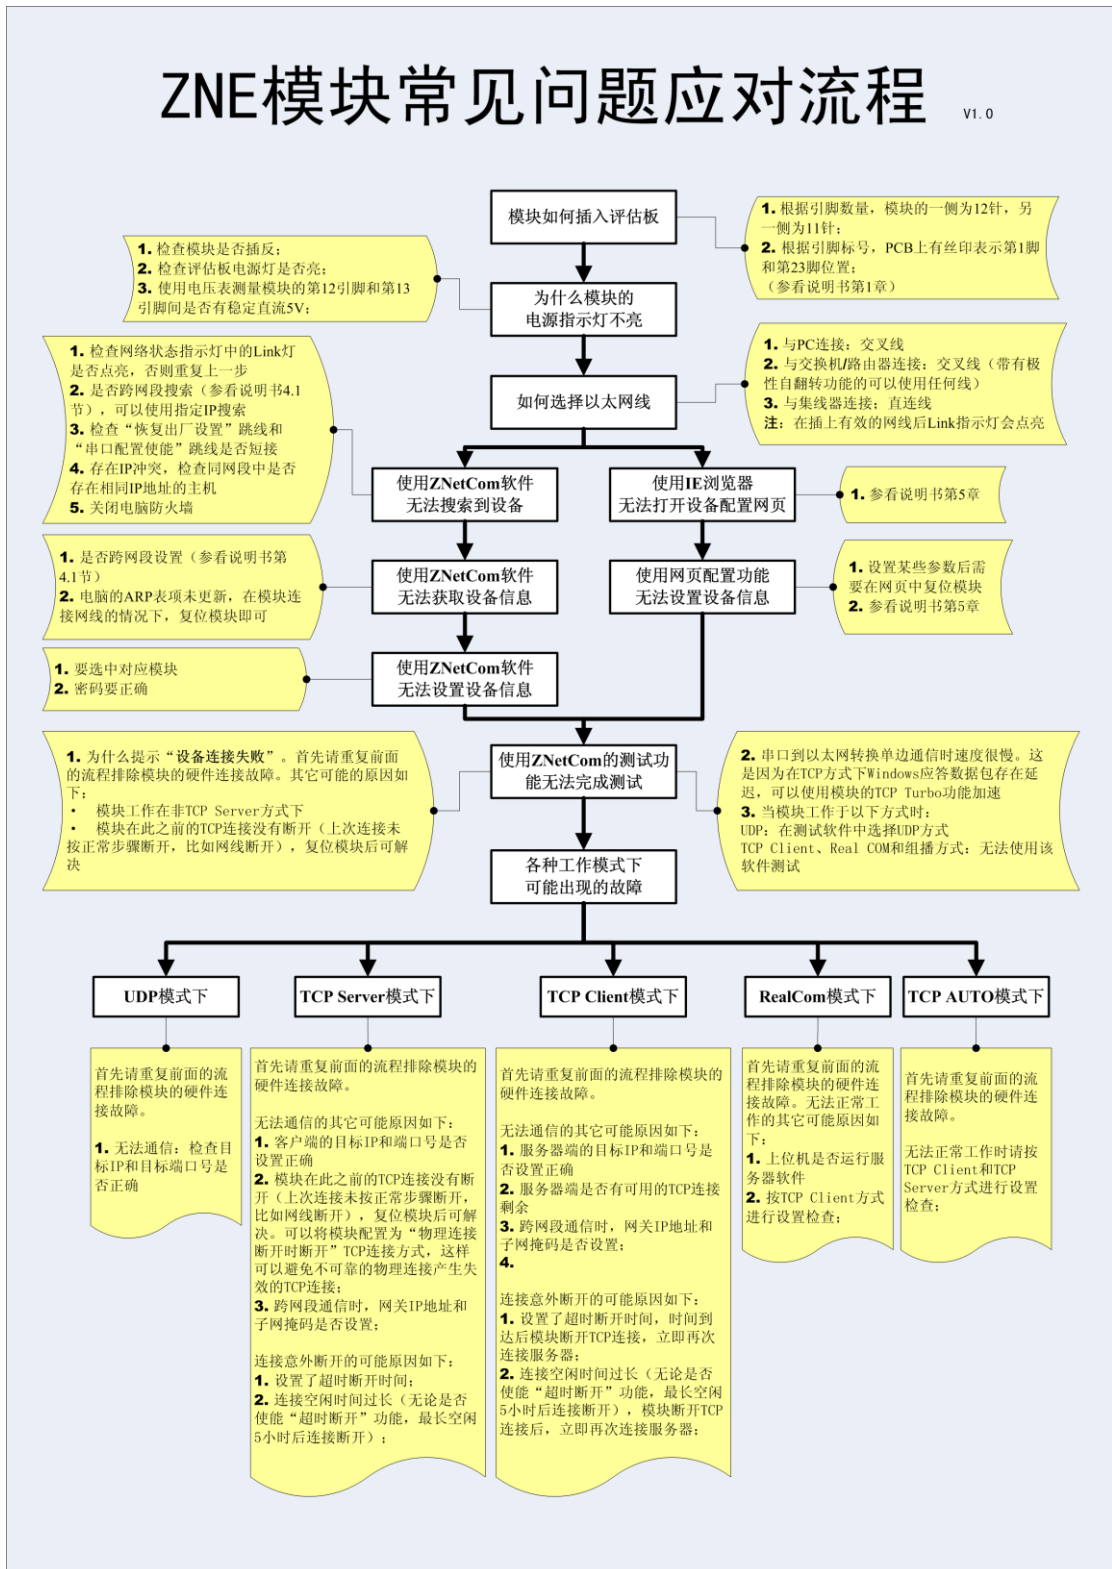 ZNE模块常见问题应对流程 V1.0
模块如何插入评估板
1. 根据引脚数量，模块的一侧为12针，另
一侧为11针；
2. 根据引脚标号，PCB上有丝印表示第1脚
和第23脚位置；
（参看说明书第1章）
1. 检查模块是否插反；
2. 检查评估板电源灯是否亮；
3. 使用电压表测量模块的第12引脚和第13
引脚间是否有稳定直流5V；
为什么模块的
电源指示灯不亮
1. 与PC连接：交叉线
2. 与交换机/路由器连接：交叉线（带有极
性自翻转功能的可以使用任何线）
3. 与集线器连接：直连线
注：在插上有效的网线后Link指示灯会点亮
如何选择以太网线
1. 检查网络状态指示灯中的Link灯
是否点亮，否则重复上一步
2. 是否跨网段搜索（参看说明书4.1
节），可以使用指定IP搜索
3. 检查“恢复出厂设置”跳线和
“串口配置使能”跳线是否短接
4. 存在IP冲突，检查同网段中是否
存在相同IP地址的主机
5. 关闭电脑防火墙
使用ZNetCom软件
无法搜索到设备
使用IE浏览器
无法打开设备配置网页
1. 参看说明书第5章
1. 是否跨网段设置（参看说明书第
4.1节）
2. 电脑的ARP表项未更新，在模块连
接网线的情况下，复位模块即可
使用ZNetCom软件
无法获取设备信息
使用网页配置功能
无法设置设备信息
1. 设置某些参数后需
要在网页中复位模块
2. 参看说明书第5章
1. 要选中对应模块
2. 密码要正确
使用ZNetCom软件
无法设置设备信息
1. 为什么提示“设备连接失败”。首先请重复前面
的流程排除模块的硬件连接故障。其它可能的原因如
下：
• 模块工作在非TCP Server方式下
• 模块在此之前的TCP连接没有断开（上次连接未
按正常步骤断开，比如网线断开），复位模块后可解
决
使用ZNetCom的测试功
能无法完成测试
2. 串口到以太网转换单边通信时速度很慢。这
是因为在TCP方式下Windows应答数据包存在延
迟，可以使用模块的TCP Turbo功能加速
3. 当模块工作于以下方式时：
UDP：在测试软件中选择UDP方式
TCP Client、Real COM和组播方式：无法使用该
软件测试
各种工作模式下
可能出现的故障
UDP模式下
TCP Server模式下
TCP Client模式下
RealCom模式下
TCP AUTO模式下
首先请重复前面的流
程排除模块的硬件连
接故障。
1. 无法通信：检查目
标IP和目标端口号是
否正确
首先请重复前面的流程排除模块的
硬件连接故障。
无法通信的其它可能原因如下：
1. 客户端的目标IP和端口号是否
设置正确
2. 模块在此之前的TCP连接没有断
开（上次连接未按正常步骤断开，
比如网线断开），复位模块后可解
决。可以将模块配置为“物理连接
断开时断开”TCP连接方式，这样
可以避免不可靠的物理连接产生失
效的TCP连接；
3. 跨网段通信时，网关IP地址和
子网掩码是否设置；
连接意外断开的可能原因如下：
1. 设置了超时断开时间；
2. 连接空闲时间过长（无论是否
使能“超时断开”功能，最长空闲
5小时后连接断开）；
首先请重复前面的流程排除模块的
硬件连接故障。
无法通信的其它可能原因如下：
1. 服务器端的目标IP和端口号是
否设置正确
2. 服务器端是否有可用的TCP连接
剩余
3. 跨网段通信时，网关IP地址和
子网掩码是否设置；
4.
连接意外断开的可能原因如下：
1. 设置了超时断开时间，时间到
达后模块断开TCP连接，立即再次
连接服务器；
2. 连接空闲时间过长（无论是否
使能“超时断开”功能，最长空闲
5小时后连接断开），模块断开TCP
连接后，立即再次连接服务器；
首先请重复前面的流
程排除模块的硬件连
接故障。无法正常工
作的其它可能原因如
下：
1. 上位机是否运行服
务器软件
2. 按TCP Client方式
进行设置检查；
首先请重复前面的流
程排除模块的硬件连
接故障。
无法正常工作时请按
TCP Client和TCP
Server方式进行设置
检查；